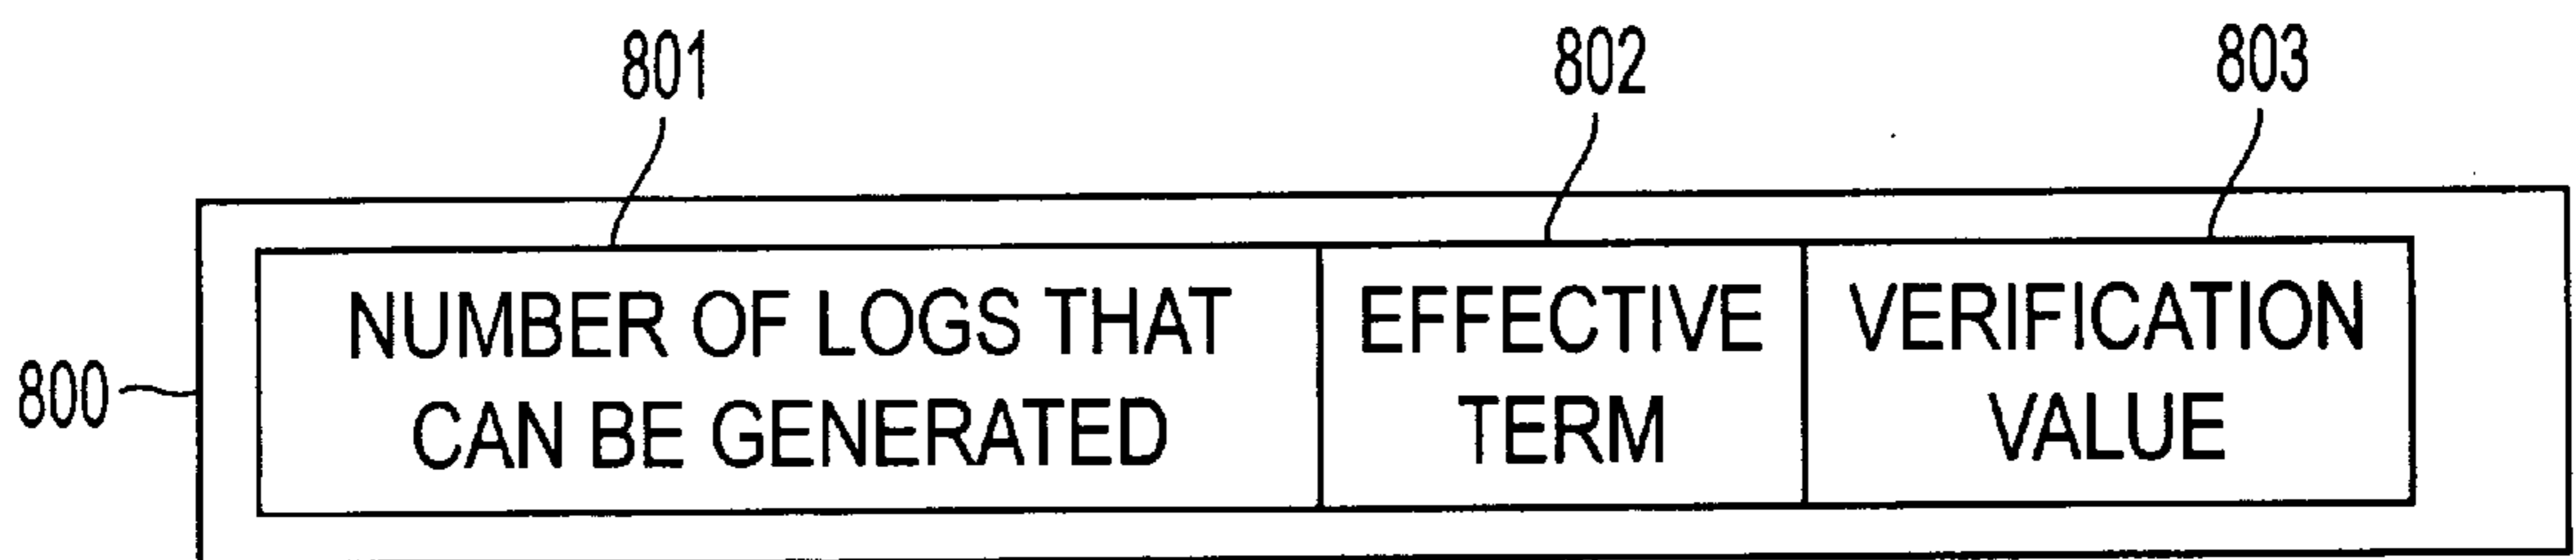 801
802
803
800
NUMBER OF LOGS THAT
CAN BE GENERATED
EFFECTIVE
TERM
VERIFICATION
VALUE